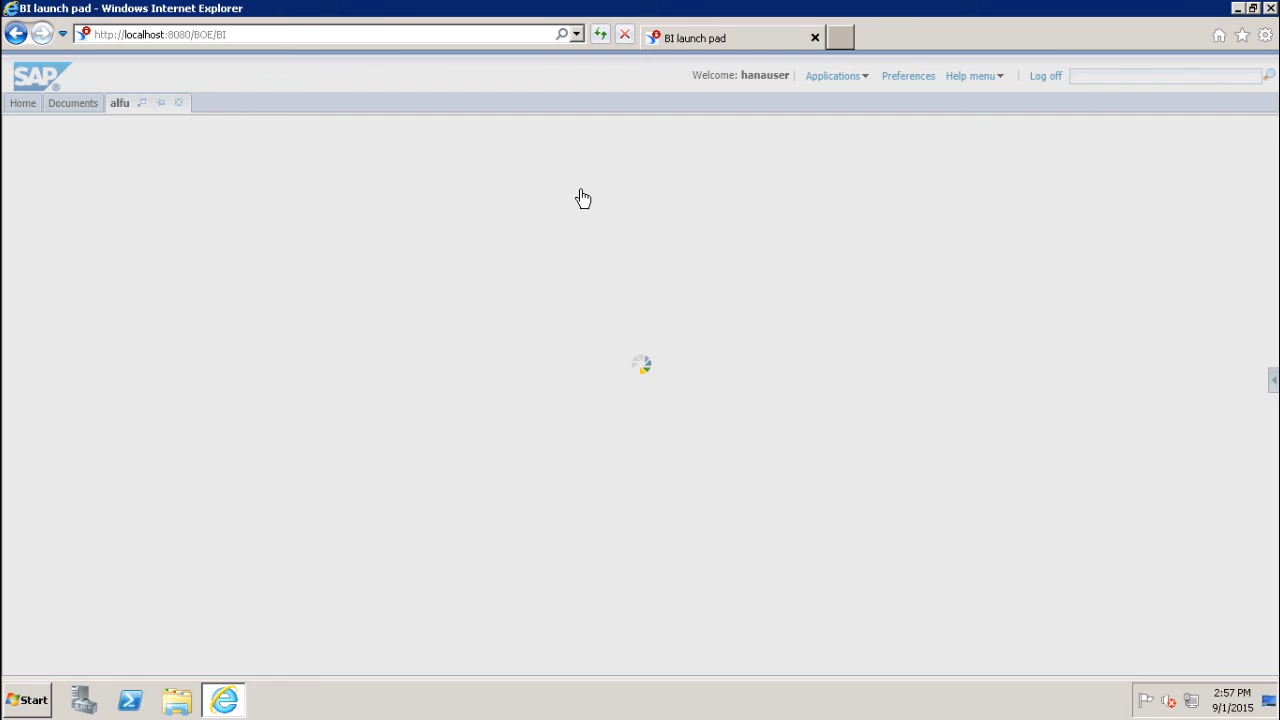 BI launch pad - Windows Internet Explorer
http://localhost:8080/BOE/BI
BI launch pad
SAP
Welcome: hanauser
Applications
Preferences
Help menu
Log off
Home
Documents
alfu
Start
2:57 PM
9/1/2015